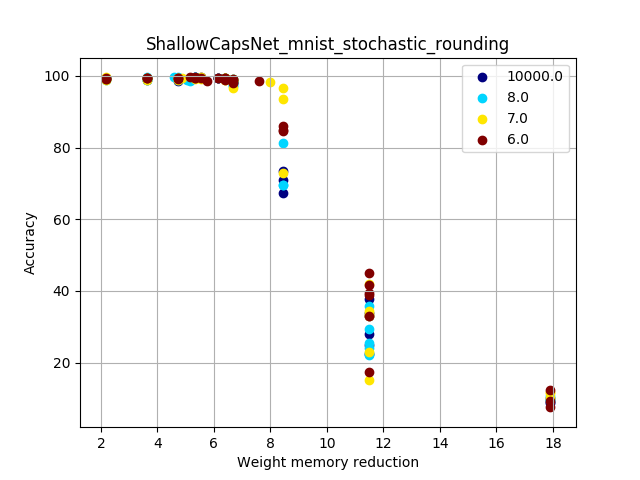 ShallowCapsNet_mnist_stochastic_rounding
10000.0
8.0
7.0
6.0
Accuracy
100
80
60
40
20
2 4 6 8 10 12 14 16 18
Weight memory reduction